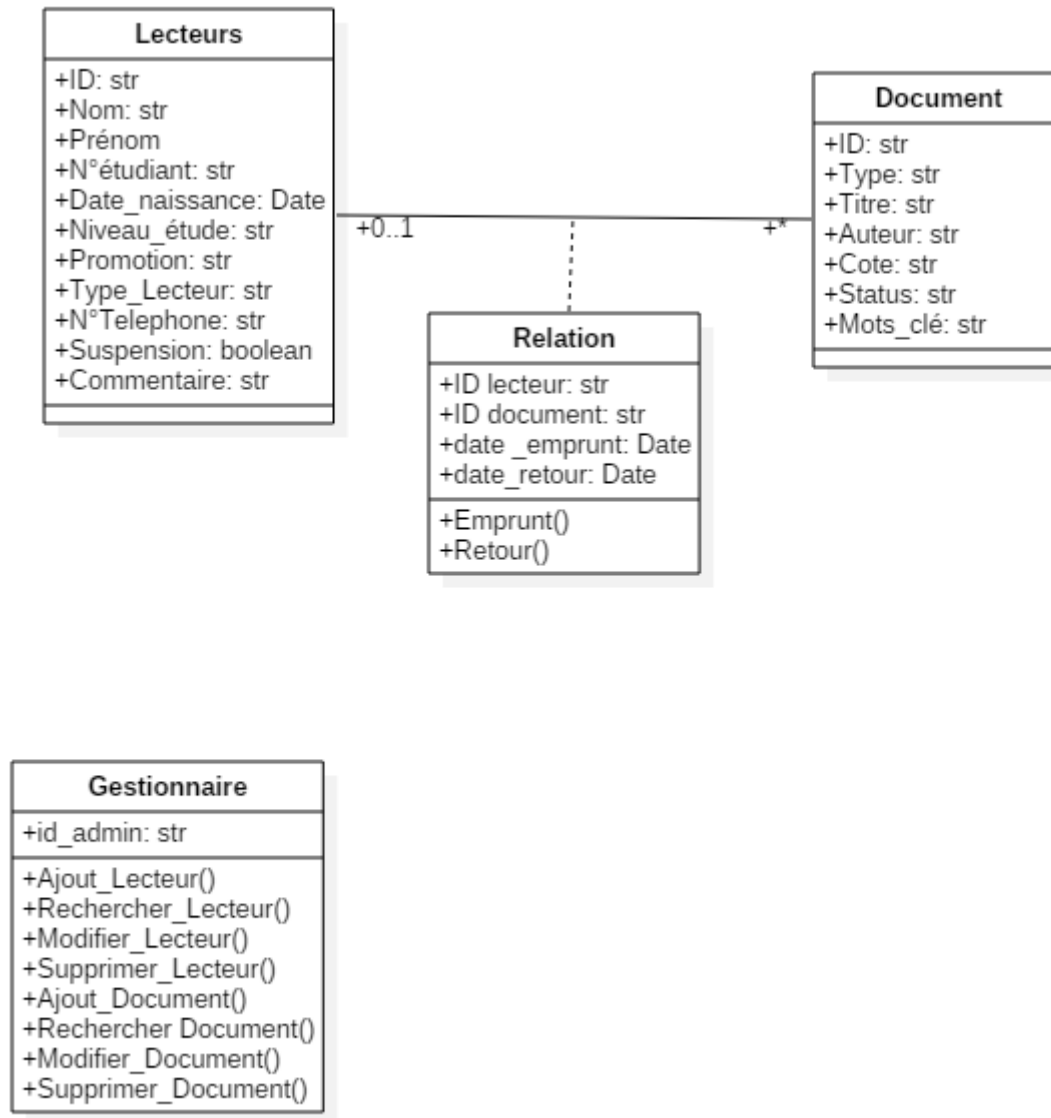 Lecteurs
+ID: str
+Nom: str
+Prénom
+N°étudiant: str
+Date_naissance: Date
+Niveau_étude: str
+Promotion: str
+Type_Lecteur: str
+N°Telephone: str
+Suspension: boolean
+Commentaire: str
+0..1
+*
Document
+ID: str
+Type: str
+Titre: str
+Auteur: str
+Cote: str
+Status: str
+Mots_clé: str
Relation
+ID lecteur: str
+ID document: str
+date _emprunt: Date
+date_retour: Date
+Emprunt()
+Retour()
Gestionnaire
+id_admin: str
+Ajout_Lecteur()
+Rechercher_Lecteur()
+Modifier_Lecteur()
+Supprimer_Lecteur()
+Ajout_Document()
+Rechercher Document()
+Modifier_Document()
+Supprimer_Document()